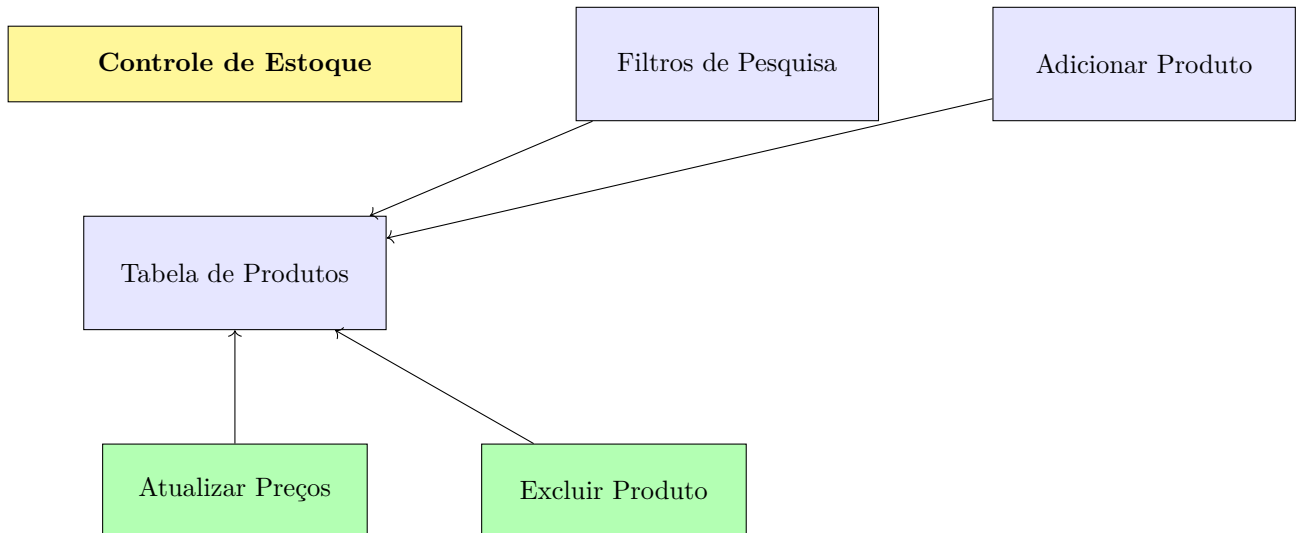 Controle de Estoque
Filtros de Pesquisa
Adicionar Produto
Tabela de Produtos
Atualizar Preços
Excluir Produto